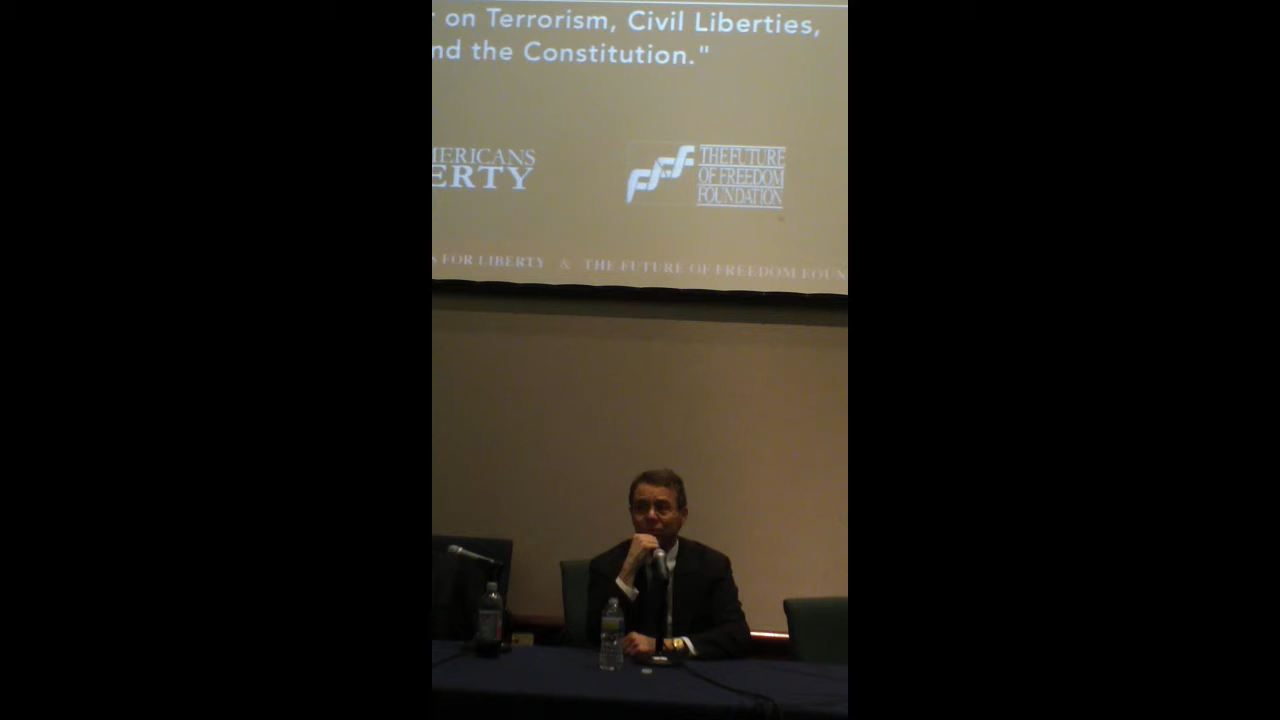 on Terrorism, Civil Liberties,
nd the Constitution."
MERICANS
ERTY
FFF
THE FUTURE
OF FREEDOM
FOUNDATION
FOR LIBERTY & THE FUTURE OF FREEDOM FOUN